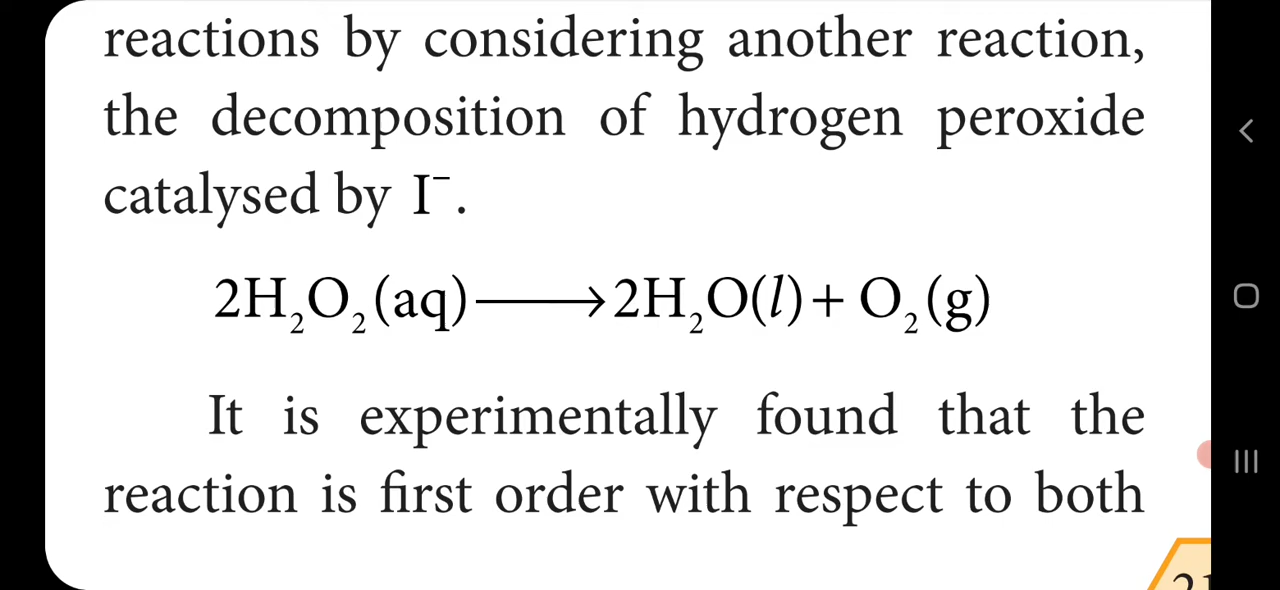 reactions by considering another reaction,
the decomposition of hydrogen peroxide
catalysed by I⁻.
2H₂O₂(aq)⟶2H₂O(l)+ O₂(g)
It is experimentally found that the
reaction is first order with respect to both